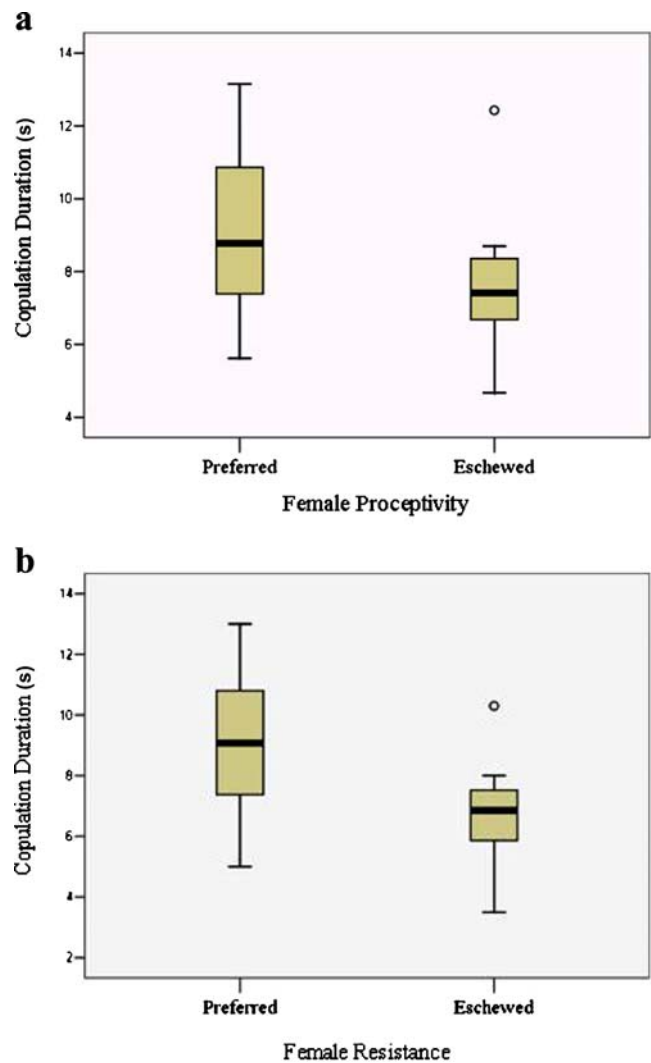 a
14
12
10
8
6
4
Copulation Duration (s)
Preferred Eschewed
Female Proceptivity
b
14
12
10
8
6
4
2
Copulation Duration (s)
Preferred Eschewed
Female Resistance